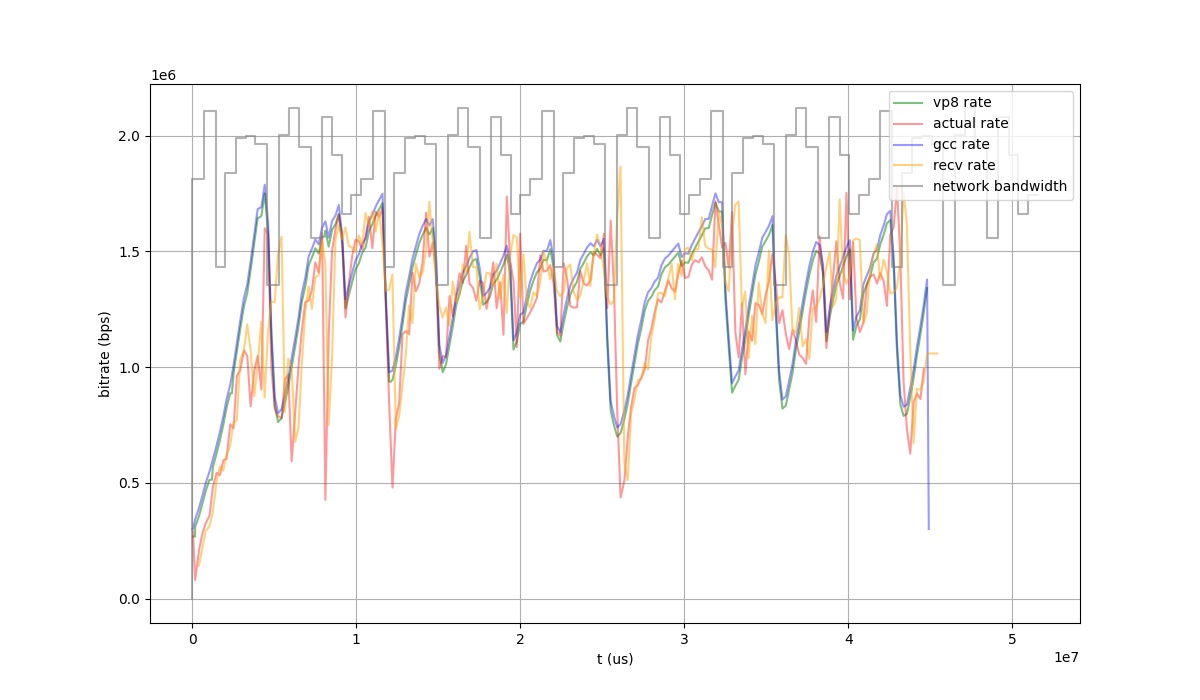 1e6
2.0
1.5
1.0
0.5
0.0
bitrate (bps)
vp8 rate
actual rate
gcc rate
recv rate
network bandwidth
0 1 2 3 4 5
t (us)
1e7